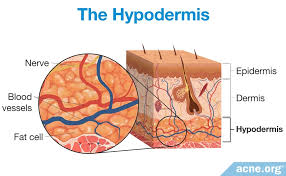 The Hypodermis
Nerve
Blood
vessels
Fat cell
Epidermis
Dermis
Hypodermis
acne.org